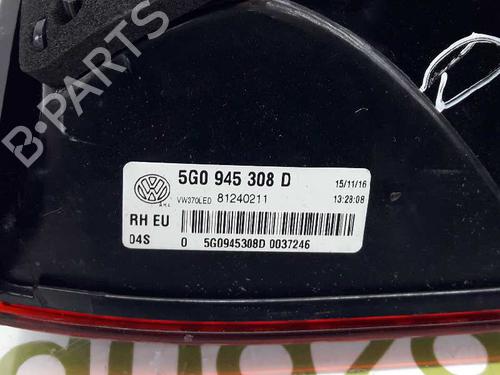 B-PARTS
5G0 945 308 D
15/11/16
VW370LED 81240211
13:28:08
RH EU
04S
0 5G0945308D 0037246